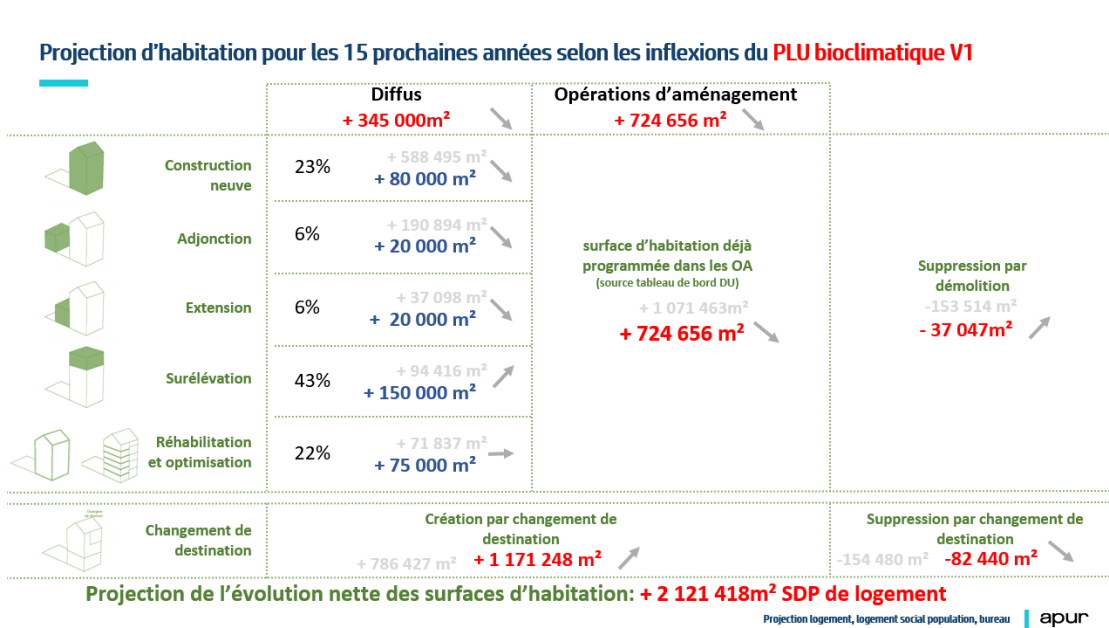 Projection d’habitation pour les 15 prochaines années selon les inflexions du PLU bioclimatique V1
Diffus
+ 345 000m²
Opérations d’aménagement
+ 724 656 m²
Construction
neuve
23%
+ 588 495 m²
+ 80 000 m²
Adjonction
6%
+ 190 894 m²
+ 20 000 m²
Extension
6%
+ 37 098 m²
+ 20 000 m²
Surélévation
43%
+ 94 416 m²
+ 150 000 m²
Réhabilitation
et optimisation
22%
+ 71 837 m²
+ 75 000 m²
surface d’habitation déjà
programmée dans les OA
(source tableau de bord DU)
+ 1 071 463m²
+ 724 656 m²
Suppression par
démolition
-153 514 m²
- 37 047m²
Changement de
destination
Création par changement de
destination
+ 786 427 m² + 1 171 248 m²
Suppression par changement de
destination
-154 480 m² -82 440 m²
Projection de l’évolution nette des surfaces d’habitation: + 2 121 418m² SDP de logement
Projection logement, logement social population, bureau
apur